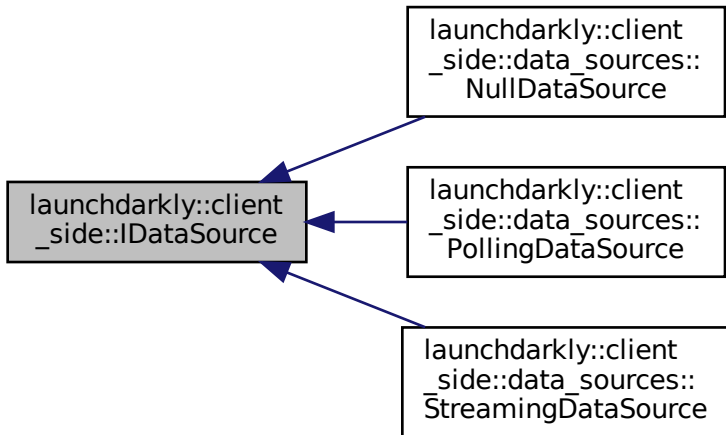 launchdarkly::client
_side::data_sources::
NullDataSource
launchdarkly::client
_side::IDataSource
launchdarkly::client
_side::data_sources::
PollingDataSource
launchdarkly::client
_side::data_sources::
StreamingDataSource